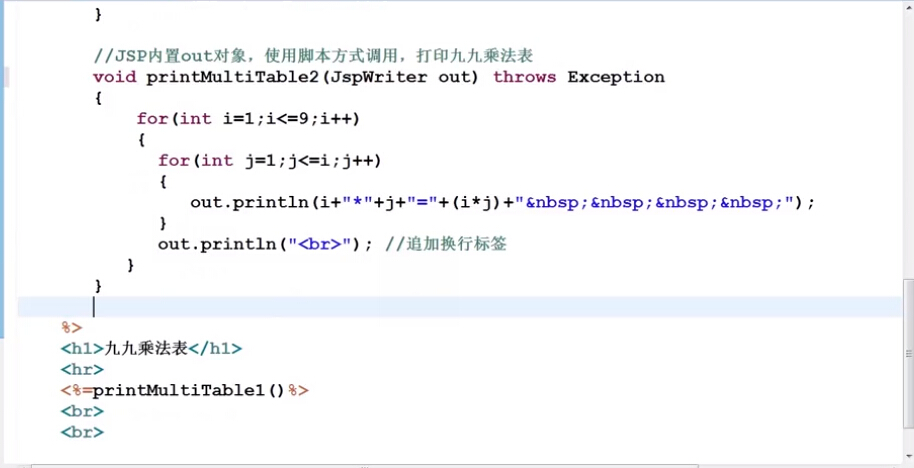 }
//JSP内置out对象，使用脚本方式调用，打印九九乘法表
void printMultiTable2(JspWriter out) throws Exception
{
for(int i=1;i<=9;i++)
{
for(int j=1;j<=i;j++)
{
out.println(i+"*"+j+"="+(i*j)+"&nbsp;&nbsp;&nbsp;&nbsp;");
}
out.println("<br>"); //追加换行标签
}
}
%>
<h1>九九乘法表</h1>
<hr>
<%=printMultiTable1()%>
<br>
<br>